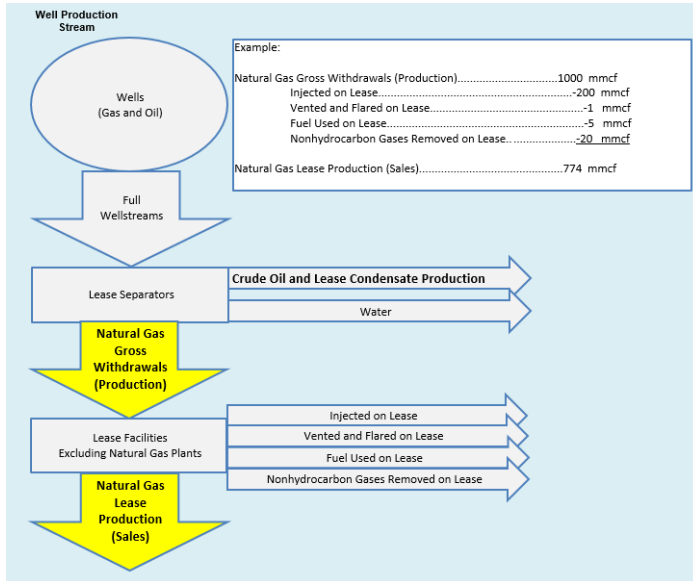 Well Production
Stream
Wells
(Gas and Oil)
Example:
Natural Gas Gross Withdrawals (Production)..............................1000 mmcf
Injected on Lease..........................................................-200 mmcf
Vented and Flared on Lease..............................................-1 mmcf
Fuel Used on Lease...........................................................-5 mmcf
Nonhydrocarbon Gases Removed on Lease.....................-20 mmcf
Natural Gas Lease Production (Sales)...........................................774 mmcf
Full
Wellstreams
Lease Separators
Crude Oil and Lease Condensate Production
Water
Natural Gas
Gross
Withdrawals
(Production)
Lease Facilities
Excluding Natural Gas Plants
Injected on Lease
Vented and Flared on Lease
Fuel Used on Lease
Nonhydrocarbon Gases Removed on Lease
Natural Gas
Lease
Production
(Sales)